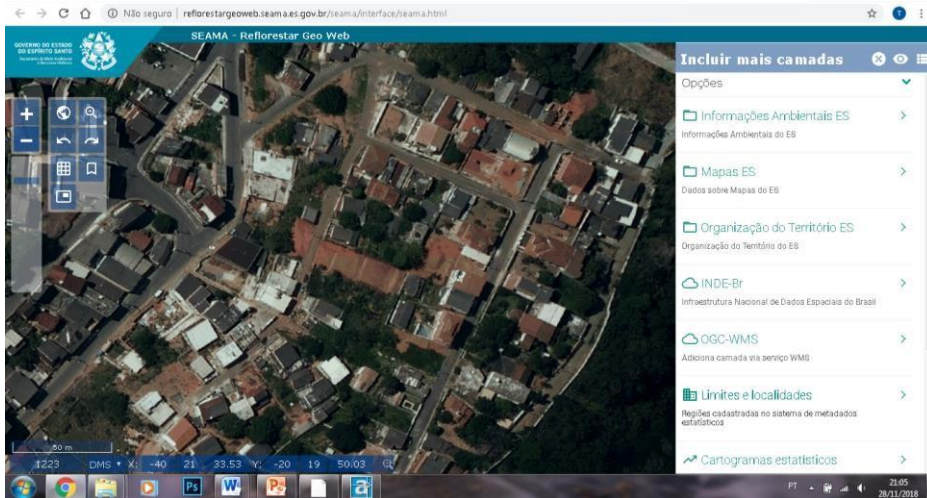 Não seguro | reflorestargeoweb.seama.es.gov.br/seama/interface/seama.html
T
GOVERNO DO ESTADO
DO ESPÍRITO SANTO
SEAMA - Reflorestar Geo Web
Incluir mais camadas
Opções
Informações Ambientais ES
Informações Ambientais do ES
Mapas ES
Dados sobre Mapas do ES
Organização do Território ES
Organização do Território do ES
INDE-Br
Infraestrutura Nacional de Dados Espaciais do Brasil
OGC-WMS
Adiciona camada via serviço WMS
Limites e localidades
Regiões cadastradas no sistema de metadados
estatísticos
Cartogramas estatísticos
50 m
1223 DMS X: -40 21 33.53 Y: -20 19 50.03
Ps W P a
PT 21:05
28/11/2018